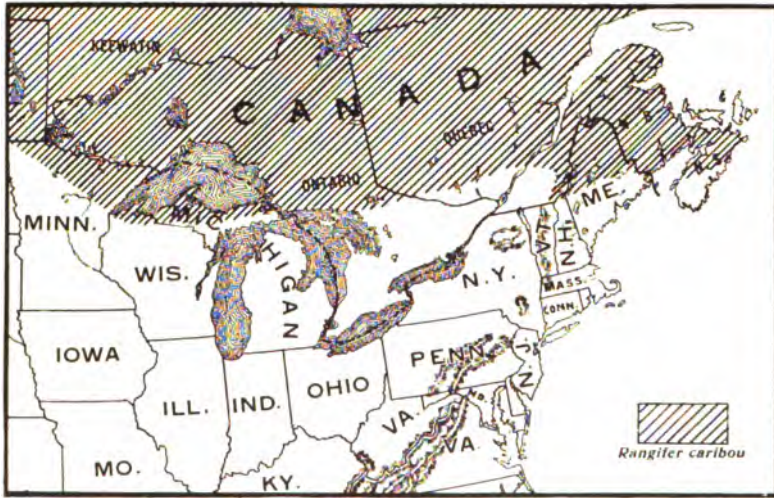 KEEWATIN
CANADA
QUEBEC
ONTARIO
MINN.
MICHIGAN
ME.
WIS.
N.Y.
MASS.
CONN.
IOWA
PENN.
N.J.
ILL.
IND.
OHIO
VA.
VA.
MO.
KY.
Rangifer caribou